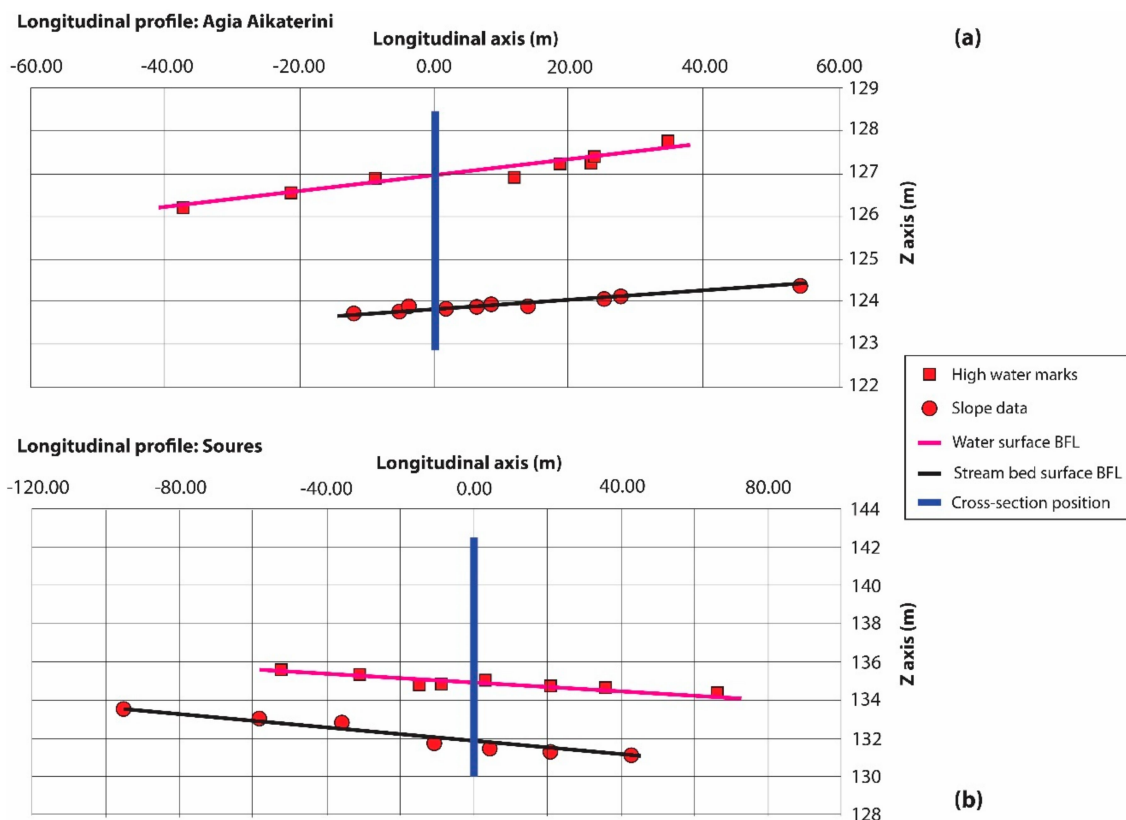 Longitudinal profile: Agia Aikaterini
(a)
Longitudinal axis (m)
-60.00 -40.00 -20.00 0.00 20.00 40.00 60.00
129
128
127
126
125
124
123
122
Z axis (m)
High water marks
Slope data
Water surface BFL
Stream bed surface BFL
Cross-section position
Longitudinal profile: Soures
Longitudinal axis (m)
-120.00 -80.00 -40.00 0.00 40.00 80.00
144
142
140
138
136
134
132
130
128
Z axis (m)
(b)